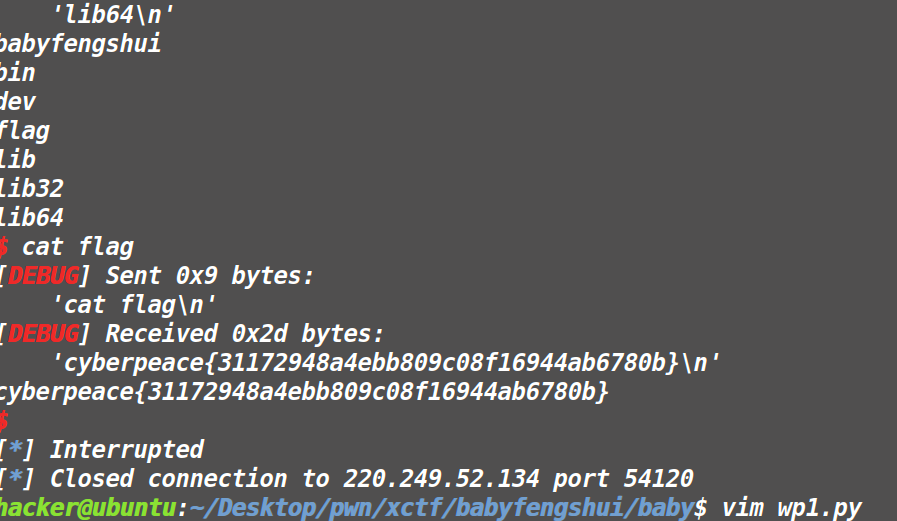 'lib64\n'
babyfengshui
bin
dev
flag
lib
lib32
lib64
$ cat flag
[DEBUG] Sent 0x9 bytes:
'cat flag\n'
[DEBUG] Received 0x2d bytes:
'cyberpeace{31172948a4ebb809c08f16944ab6780b}\n'
cyberpeace{31172948a4ebb809c08f16944ab6780b}
$
[*] Interrupted
[*] Closed connection to 220.249.52.134 port 54120
hacker@ubuntu:~/Desktop/pwn/xctf/babyfengshui/baby$ vim wp1.py